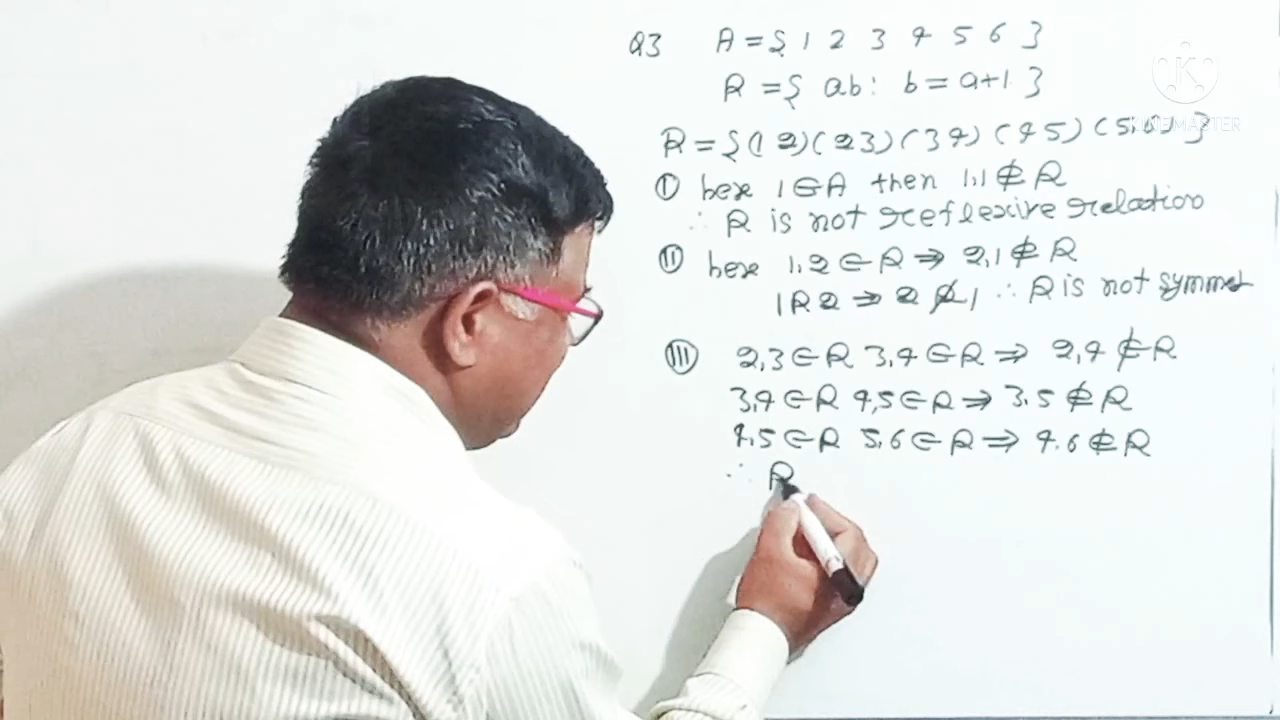 Q3 A = { 1 2 3 4 5 6 }
R = { ab : b = a+1 }
R = { (1 2) (2 3) (3 4) (4 5) (5,6) }
① here 1 ∈ A then 1,1 ∉ R
∴ R is not reflexive relation
② here 1,2 ∈ R ⇒ 2,1 ∉ R
1R2 ⇒ 2 R̸ 1 ∴ R is not symmet
③ 2,3 ∈ R 3,4 ∈ R ⇒ 2,4 ∉ R
3,4 ∈ R 4,5 ∈ R ⇒ 3.5 ∉ R
4,5 ∈ R 5,6 ∈ R ⇒ 4.6 ∉ R
∴ R
K
KINEMASTER